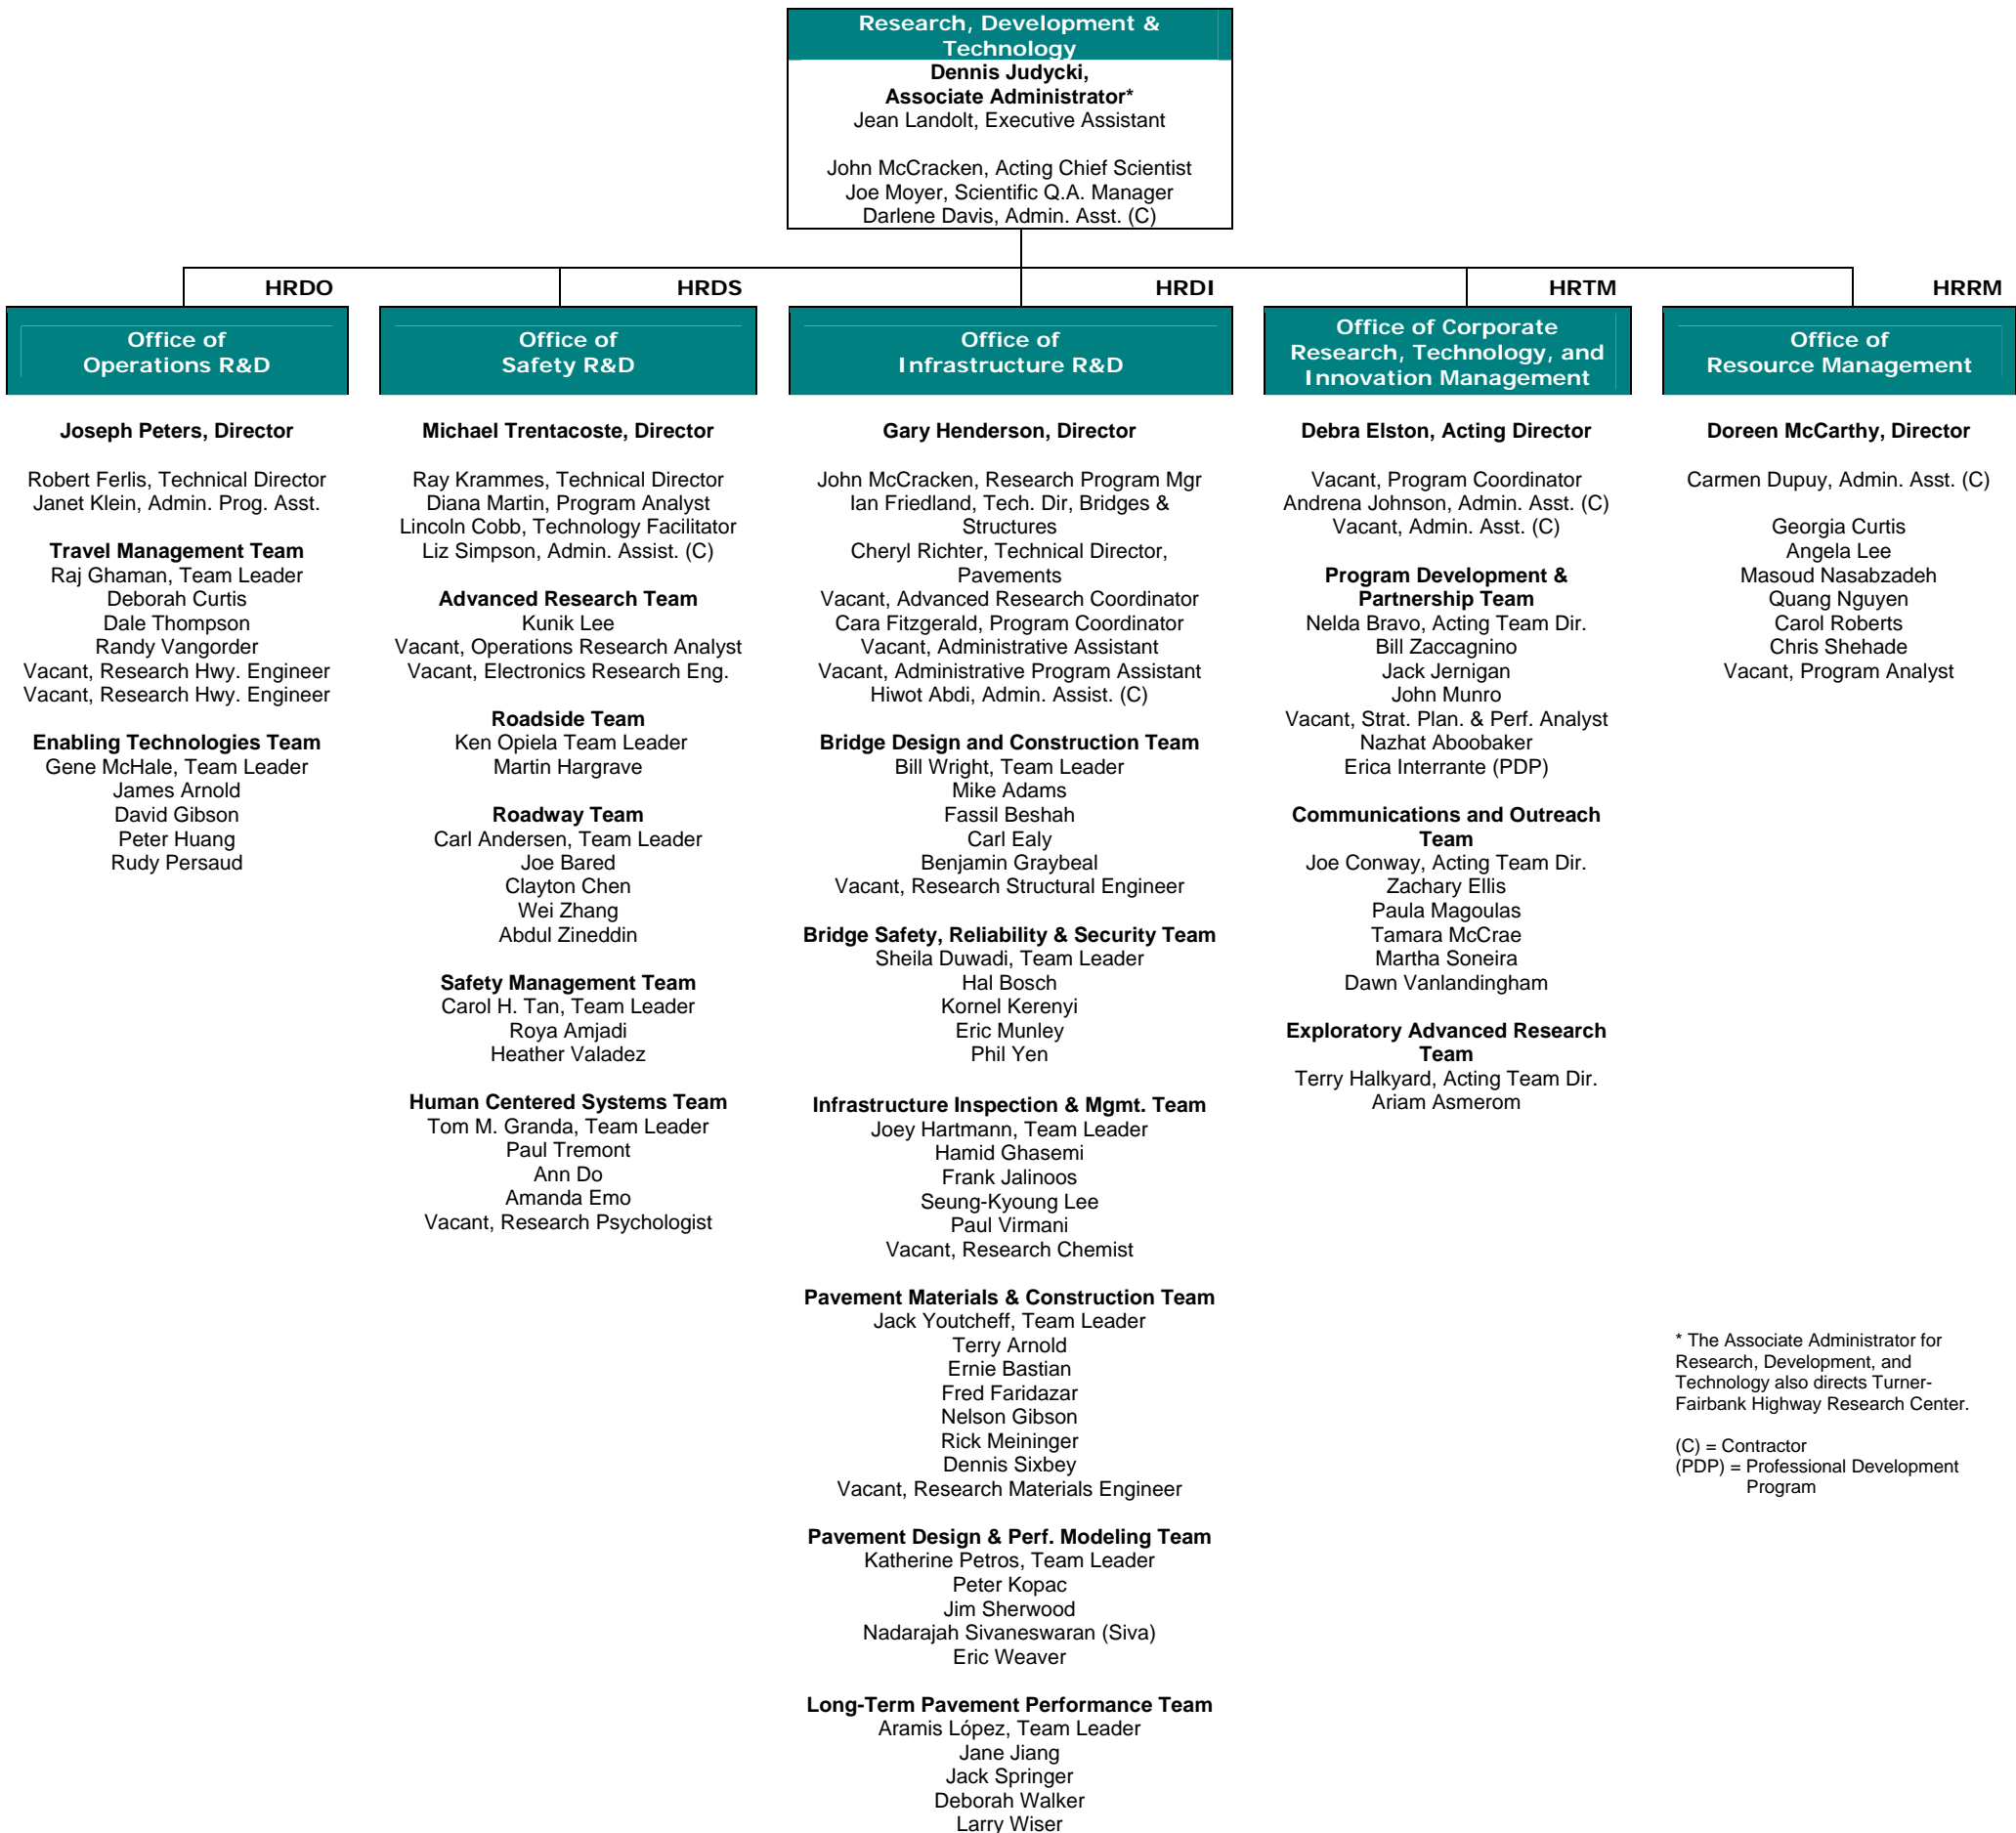 Research, Development &
Technology
Dennis Judycki,
Associate Administrator*
Jean Landolt, Executive Assistant
John McCracken, Acting Chief Scientist
Joe Moyer, Scientific Q.A. Manager
Darlene Davis, Admin. Asst. (C)
HRDO
Office of
Operations R&D
Joseph Peters, Director
Robert Ferlis, Technical Director
Janet Klein, Admin. Prog. Asst.
Travel Management Team
Raj Ghaman, Team Leader
Deborah Curtis
Dale Thompson
Randy Vangorder
Vacant, Research Hwy. Engineer
Vacant, Research Hwy. Engineer
Enabling Technologies Team
Gene McHale, Team Leader
James Arnold
David Gibson
Peter Huang
Rudy Persaud
HRDS
Office of
Safety R&D
Michael Trentacoste, Director
Ray Krammes, Technical Director
Diana Martin, Program Analyst
Lincoln Cobb, Technology Facilitator
Liz Simpson, Admin. Assist. (C)
Advanced Research Team
Kunik Lee
Vacant, Operations Research Analyst
Vacant, Electronics Research Eng.
Roadside Team
Ken Opiela Team Leader
Martin Hargrave
Roadway Team
Carl Andersen, Team Leader
Joe Bared
Clayton Chen
Wei Zhang
Abdul Zineddin
Safety Management Team
Carol H. Tan, Team Leader
Roya Amjadi
Heather Valadez
Human Centered Systems Team
Tom M. Granda, Team Leader
Paul Tremont
Ann Do
Amanda Emo
Vacant, Research Psychologist
HRDI
Office of
Infrastructure R&D
Gary Henderson, Director
John McCracken, Research Program Mgr
Ian Friedland, Tech. Dir, Bridges &
Structures
Cheryl Richter, Technical Director,
Pavements
Vacant, Advanced Research Coordinator
Cara Fitzgerald, Program Coordinator
Vacant, Administrative Assistant
Vacant, Administrative Program Assistant
Hiwot Abdi, Admin. Assist. (C)
Bridge Design and Construction Team
Bill Wright, Team Leader
Mike Adams
Fassil Beshah
Carl Ealy
Benjamin Graybeal
Vacant, Research Structural Engineer
Bridge Safety, Reliability & Security Team
Sheila Duwadi, Team Leader
Hal Bosch
Kornel Kerenyi
Eric Munley
Phil Yen
Infrastructure Inspection & Mgmt. Team
Joey Hartmann, Team Leader
Hamid Ghasemi
Frank Jalinoos
Seung-Kyoung Lee
Paul Virmani
Vacant, Research Chemist
Pavement Materials & Construction Team
Jack Youtcheff, Team Leader
Terry Arnold
Ernie Bastian
Fred Faridazar
Nelson Gibson
Rick Meininger
Dennis Sixbey
Vacant, Research Materials Engineer
Pavement Design & Perf. Modeling Team
Katherine Petros, Team Leader
Peter Kopac
Jim Sherwood
Nadarajah Sivaneswaran (Siva)
Eric Weaver
Long-Term Pavement Performance Team
Aramis López, Team Leader
Jane Jiang
Jack Springer
Deborah Walker
Larry Wiser
HRTM
Office of Corporate
Research, Technology, and
Innovation Management
Debra Elston, Acting Director
Vacant, Program Coordinator
Andrena Johnson, Admin. Asst. (C)
Vacant, Admin. Asst. (C)
Program Development &
Partnership Team
Nelda Bravo, Acting Team Dir.
Bill Zaccagnino
Jack Jernigan
John Munro
Vacant, Strat. Plan. & Perf. Analyst
Nazhat Aboobaker
Erica Interrante (PDP)
Communications and Outreach
Team
Joe Conway, Acting Team Dir.
Zachary Ellis
Paula Magoulas
Tamara McCrae
Martha Soneira
Dawn Vanlandingham
Exploratory Advanced Research
Team
Terry Halkyard, Acting Team Dir.
Ariam Asmerom
HRRM
Office of
Resource Management
Doreen McCarthy, Director
Carmen Dupuy, Admin. Asst. (C)
Georgia Curtis
Angela Lee
Masoud Nasabzadeh
Quang Nguyen
Carol Roberts
Chris Shehade
Vacant, Program Analyst
* The Associate Administrator for
Research, Development, and
Technology also directs Turner-
Fairbank Highway Research Center.
(C) = Contractor
(PDP) = Professional Development
Program